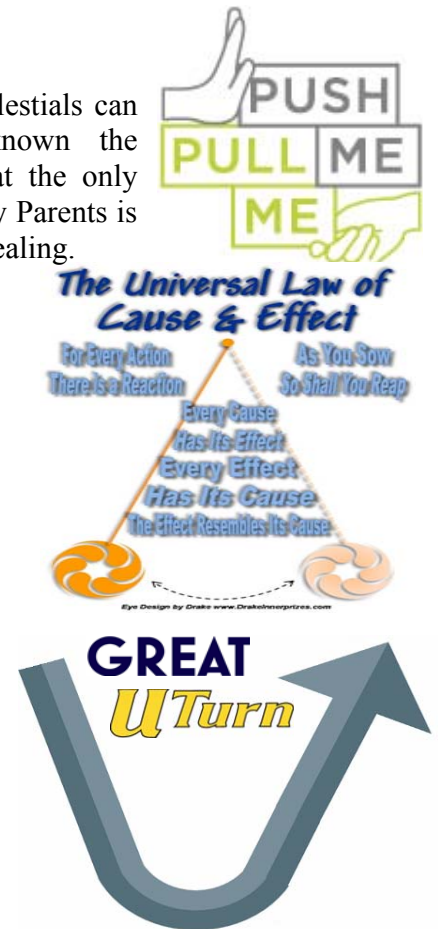 lestials can
nown the
at the only
y Parents is
ealing.
PUSH
PULL ME
ME
The Universal Law of
Cause & Effect
For Every Action
There is a Reaction
As You Sow
So Shall You Reap
Every Cause
Has Its Effect
Every Effect
Has Its Cause
The Effect Resembles Its Cause
Eye Design by Drake www.DrakeInnerprizes.com
GREAT
U Turn